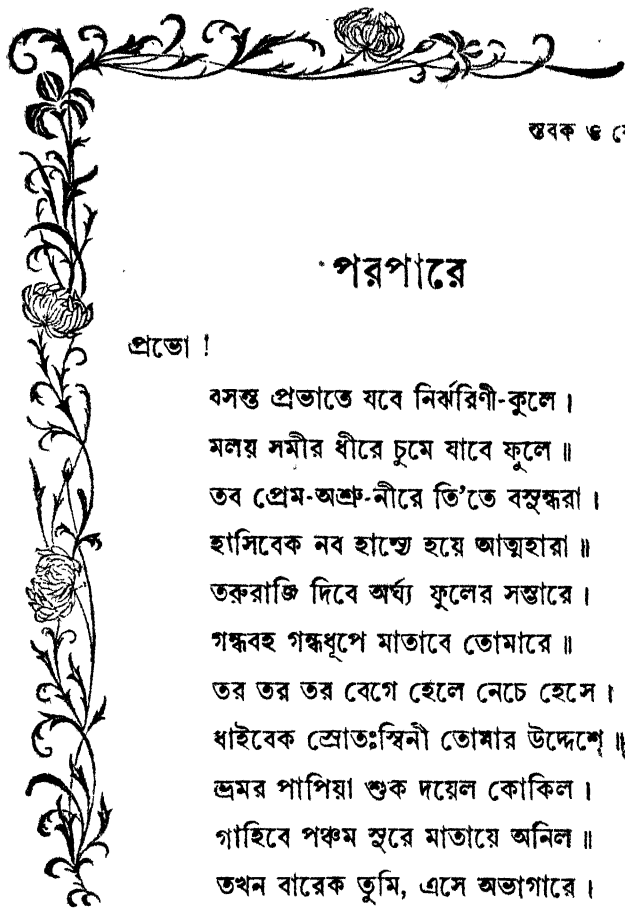 স্তবক ও
পরপারে
প্রভো !
বসন্ত প্রভাতে যবে নির্ঝরিণী-কুলে ।
মলয় সমীর ধীরে চুমে যাবে ফুলে ॥
তব প্রেম-অশ্রু-নীরে তি'তে বসুন্ধরা ।
হাসিবেক নব হাস্যে হয়ে আত্মহারা ॥
তরুরাজি দিবে অর্ঘ্য ফুলের সম্ভারে ।
গন্ধবহ গন্ধধূপে মাতাবে তোমারে ॥
তর তর তর বেগে হেলে নেচে হেসে ।
ধাইবেক স্রোতঃস্বিনী তোমার উদ্দেশে ॥
ভ্রমর পাপিয়া শুক দয়েল কোকিল ।
গাহিবে পঞ্চম সুরে মাতায়ে অনিল ॥
তখন বারেক তুমি, এসে অভাগারে ।